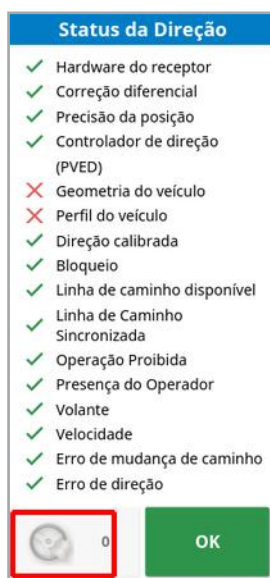 Status da Direção
Hardware do receptor
Correção diferencial
Precisão da posição
Controlador de direção
(PVED)
Geometria do veículo
Perfil do veículo
Direção calibrada
Bloqueio
Linha de caminho disponível
Linha de Caminho
Sincronizada
Operação Proibida
Presença do Operador
Volante
Velocidade
Erro de mudança de caminho
Erro de direção
0
OK